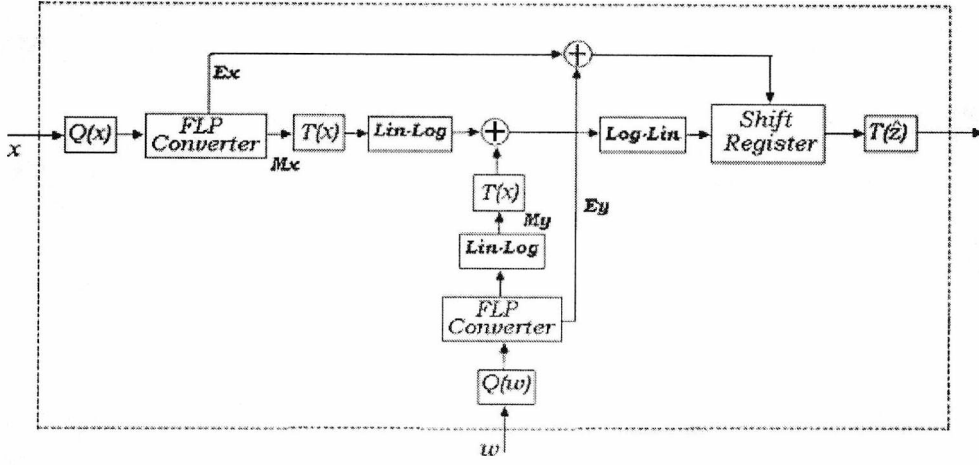 Ex
x
Q(x)
FLP
Converter
Mx
T(x)
Lin-Log
+
+
Log-Lin
Shift
Register
T(ẑ)
T(x)
My
Ey
Lin-Log
FLP
Converter
Q(w)
w